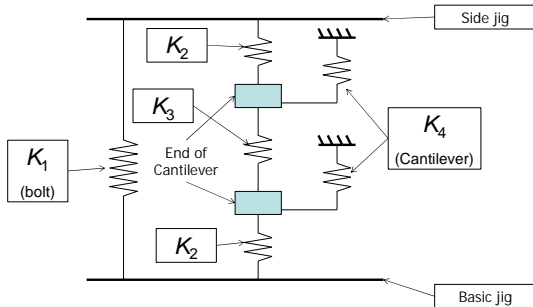 Side jig
K2
K3
K1
(bolt)
End of
Cantilever
K4
(Cantilever)
K2
Basic jig